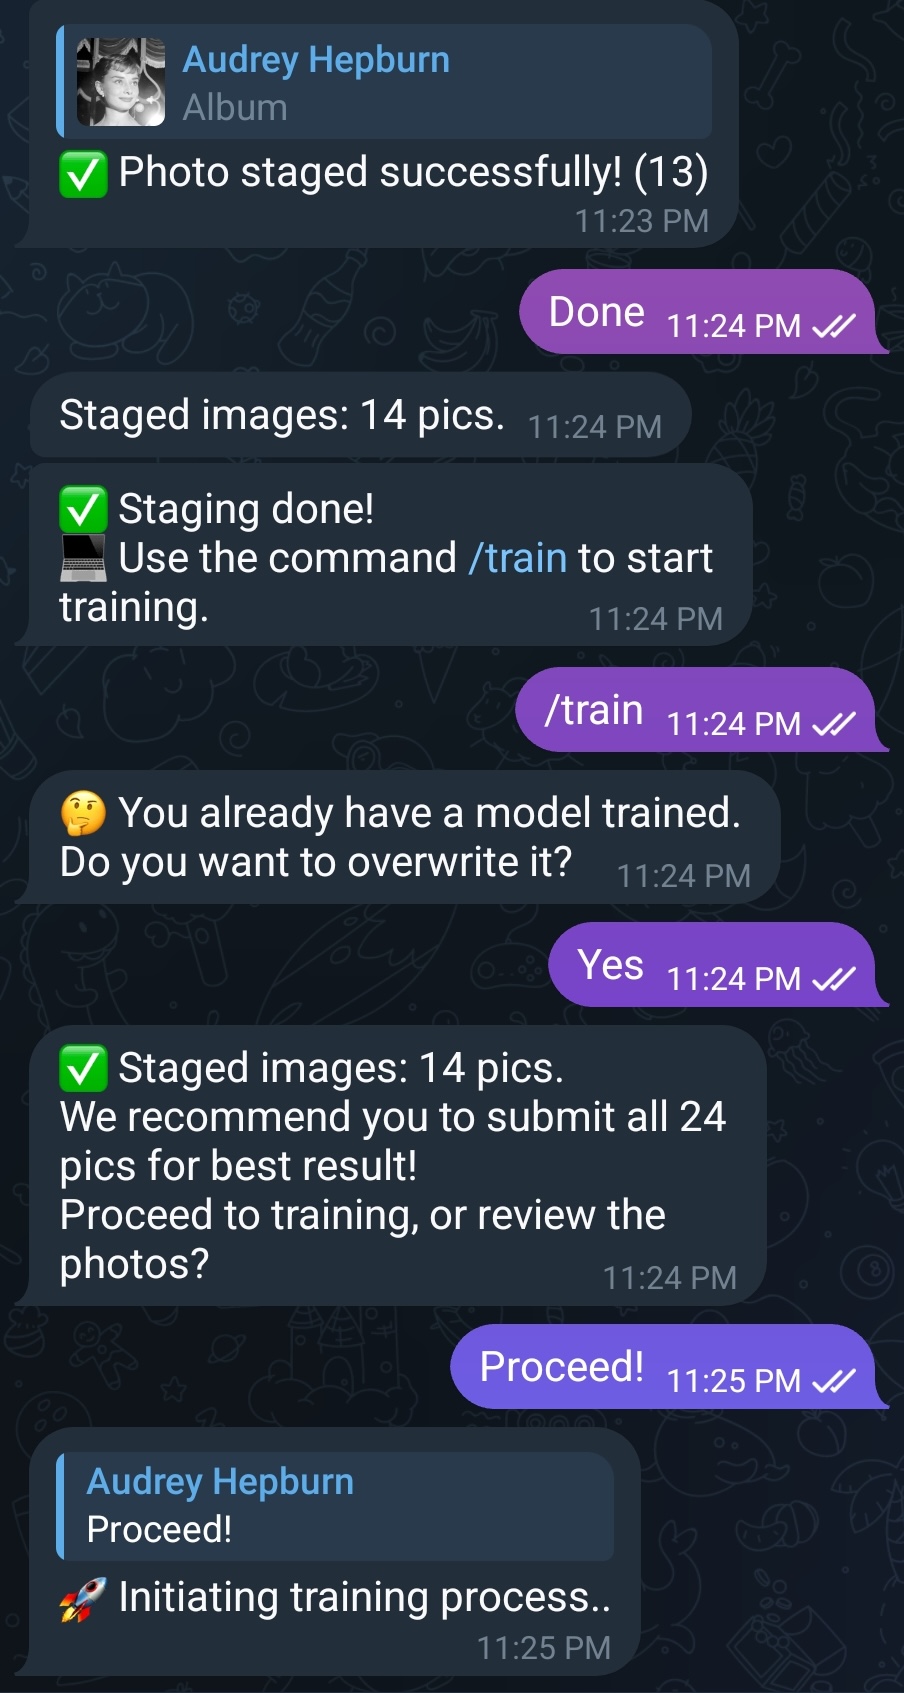 Audrey Hepburn
Album
✅ Photo staged successfully! (13)
11:23 PM
Done 11:24 PM
Staged images: 14 pics. 11:24 PM
✅ Staging done!
💻 Use the command /train to start
training. 11:24 PM
/train 11:24 PM
🤔 You already have a model trained.
Do you want to overwrite it? 11:24 PM
Yes 11:24 PM
✅ Staged images: 14 pics.
We recommend you to submit all 24
pics for best result!
Proceed to training, or review the
photos? 11:24 PM
Proceed! 11:25 PM
Audrey Hepburn
Proceed!
🚀 Initiating training process..
11:25 PM